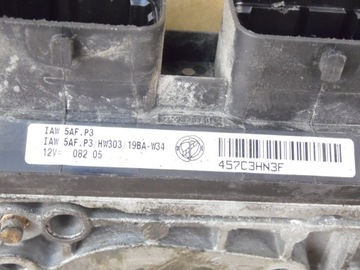 IAW 5AF.P3
IAW 5AF.P3/HW303/19BA-W34
12V= 082 05
457C3HN3F